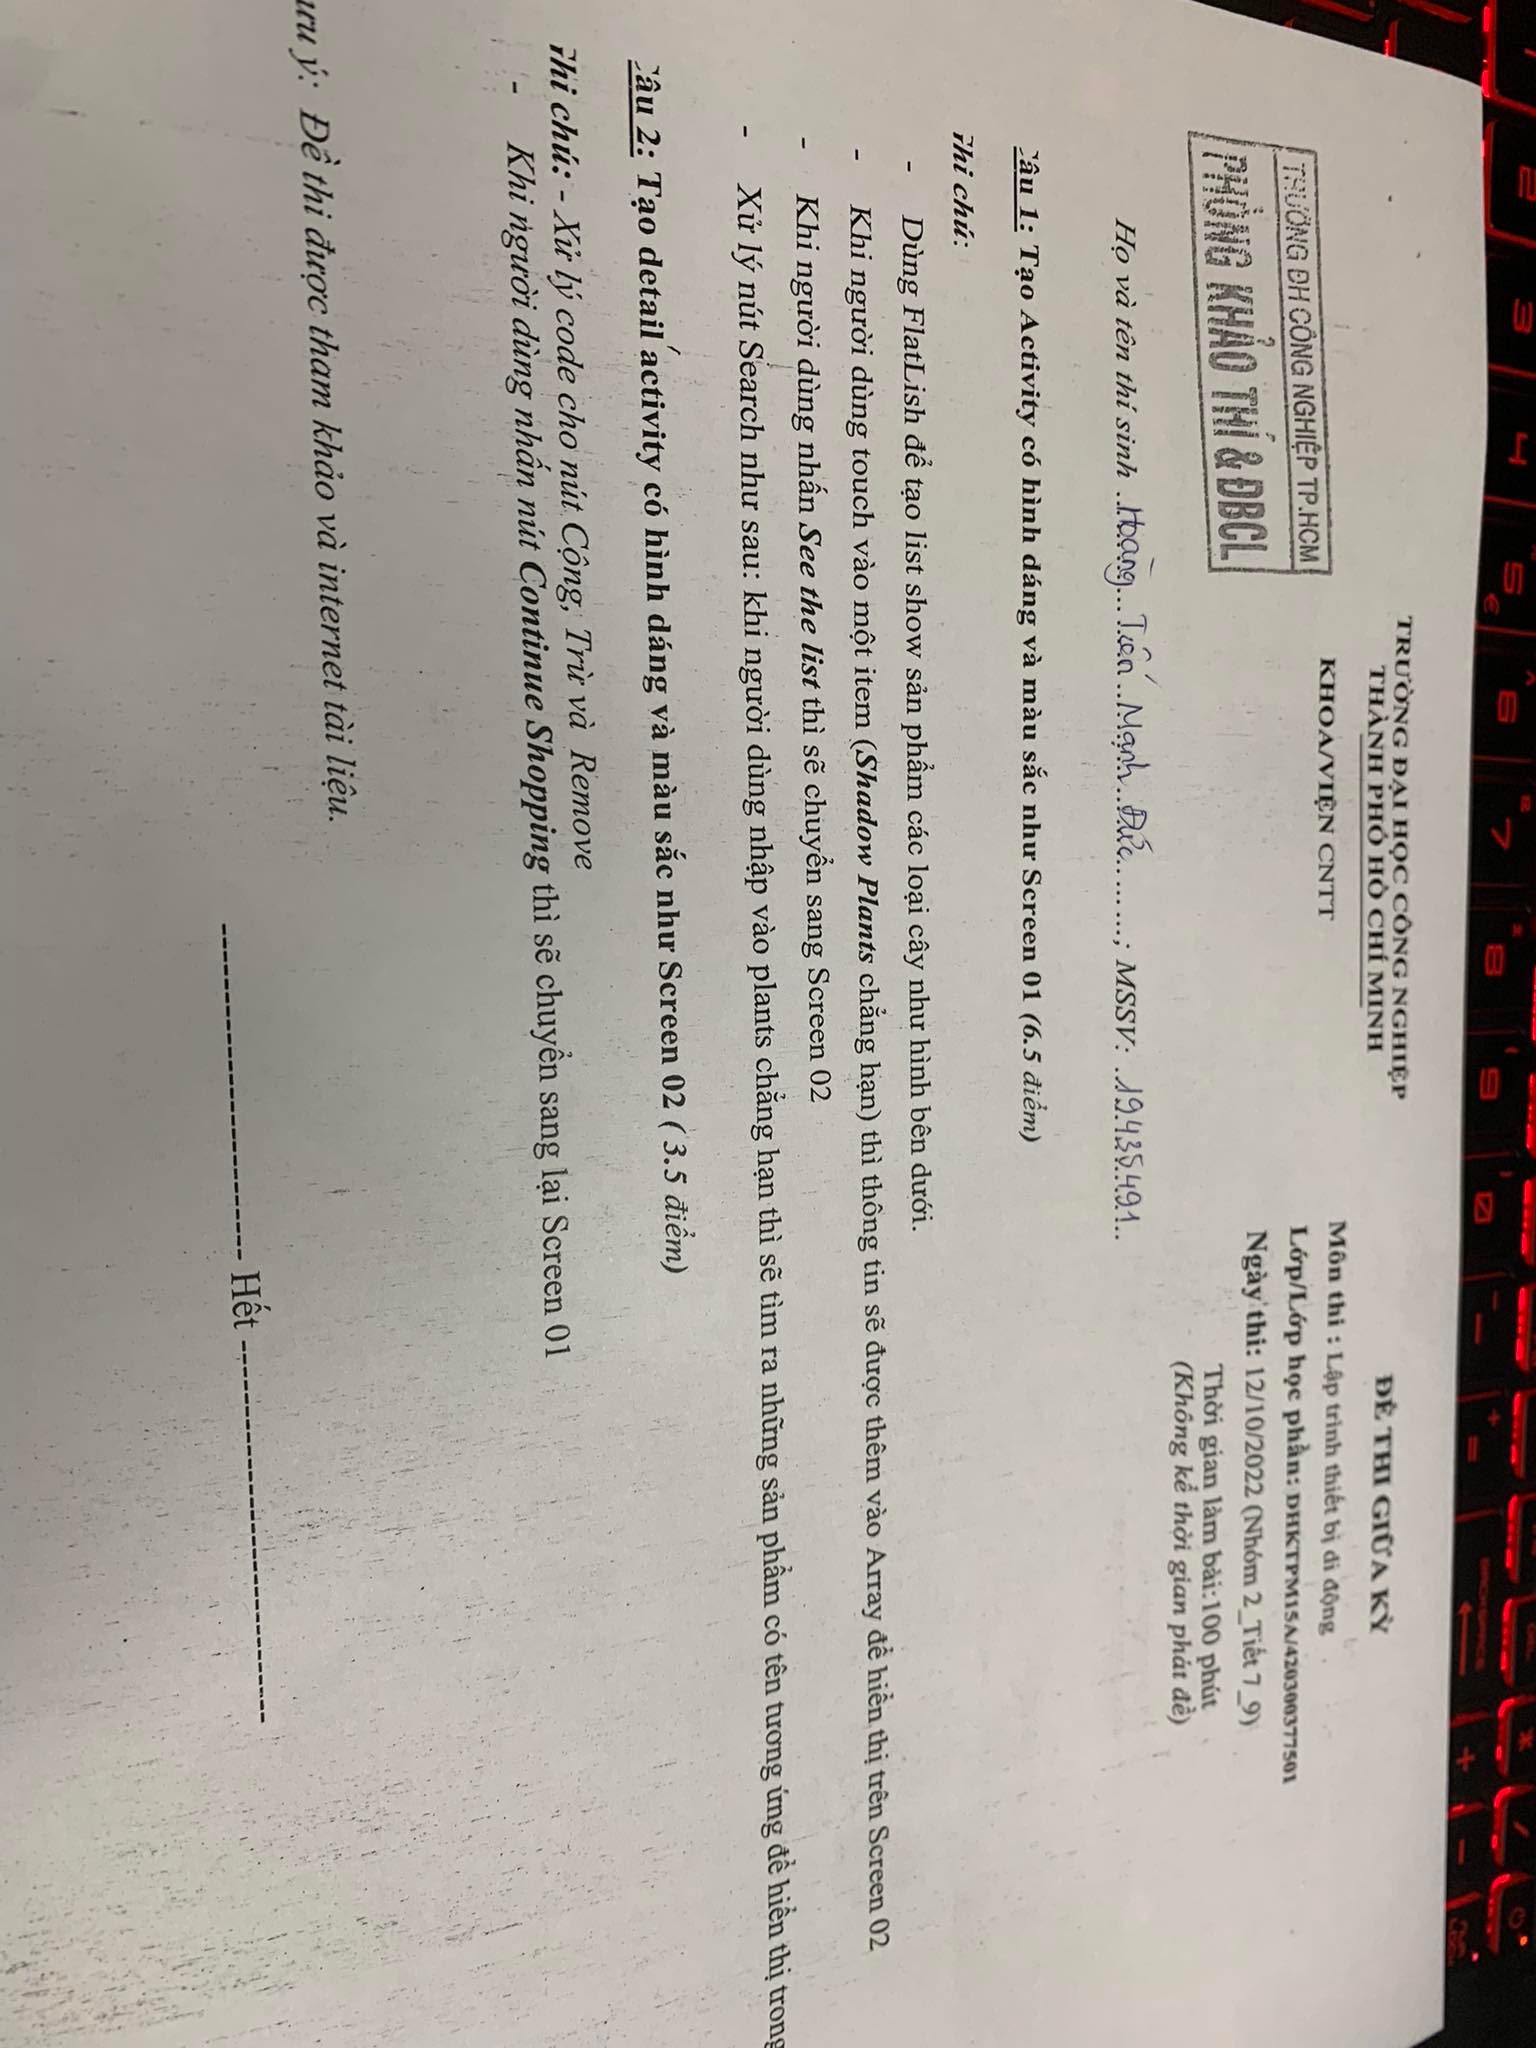 TRƯỜNG ĐẠI HỌC CÔNG NGHIỆP
THÀNH PHỐ HỒ CHÍ MINH
KHOA/VIỆN CNTT
TRƯỜNG ĐH CÔNG NGHIỆP TP.HCM
PHÒNG KHẢO THÍ & ĐBCL
ĐỀ THI GIỮA KỲ
Môn thi : Lập trình thiết bị di động
Lớp/Lớp học phần: DHKTPM15A/420300377501
Ngày thi: 12/10/2022 (Nhóm 2_Tiết 7_9)
Thời gian làm bài:100 phút
(Không kể thời gian phát đề)
Họ và tên thí sinh ..Hoàng...Tiến..Mạnh..Đức.........; MSSV: ..19435491..
Câu 1: Tạo Activity có hình dáng và màu sắc như Screen 01 (6.5 điểm)
Ghi chú:
- Dùng FlatLish để tạo list show sản phẩm các loại cây như hình bên dưới.
- Khi người dùng touch vào một item (Shadow Plants chẳng hạn) thì thông tin sẽ được thêm vào Array để hiển thị trên Screen 02
- Khi người dùng nhấn See the list thì sẽ chuyển sang Screen 02
- Xử lý nút Search như sau: khi người dùng nhập vào plants chẳng hạn thì sẽ tìm ra những sản phẩm có tên tương ứng để hiển thị trong
Câu 2: Tạo detail activity có hình dáng và màu sắc như Screen 02 ( 3.5 điểm)
Ghi chú: - Xử lý code cho nút Cộng, Trừ và Remove
- Khi người dùng nhấn nút Continue Shopping thì sẽ chuyển sang lại Screen 01
ưu ý: Đề thi được tham khảo và internet tài liệu.
------------------------- Hết ----------------------------